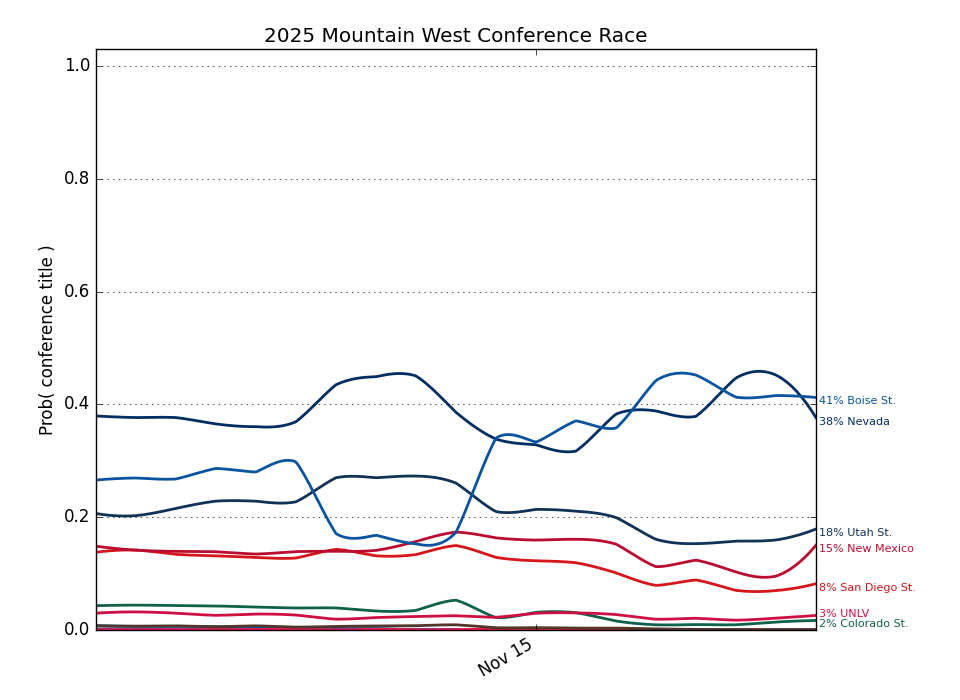 2025 Mountain West Conference Race
Prob( conference title )
1.0
0.8
0.6
0.4
0.2
0.0
Nov 15
41% Boise St.
38% Nevada
18% Utah St.
15% New Mexico
8% San Diego St.
3% UNLV
2% Colorado St.